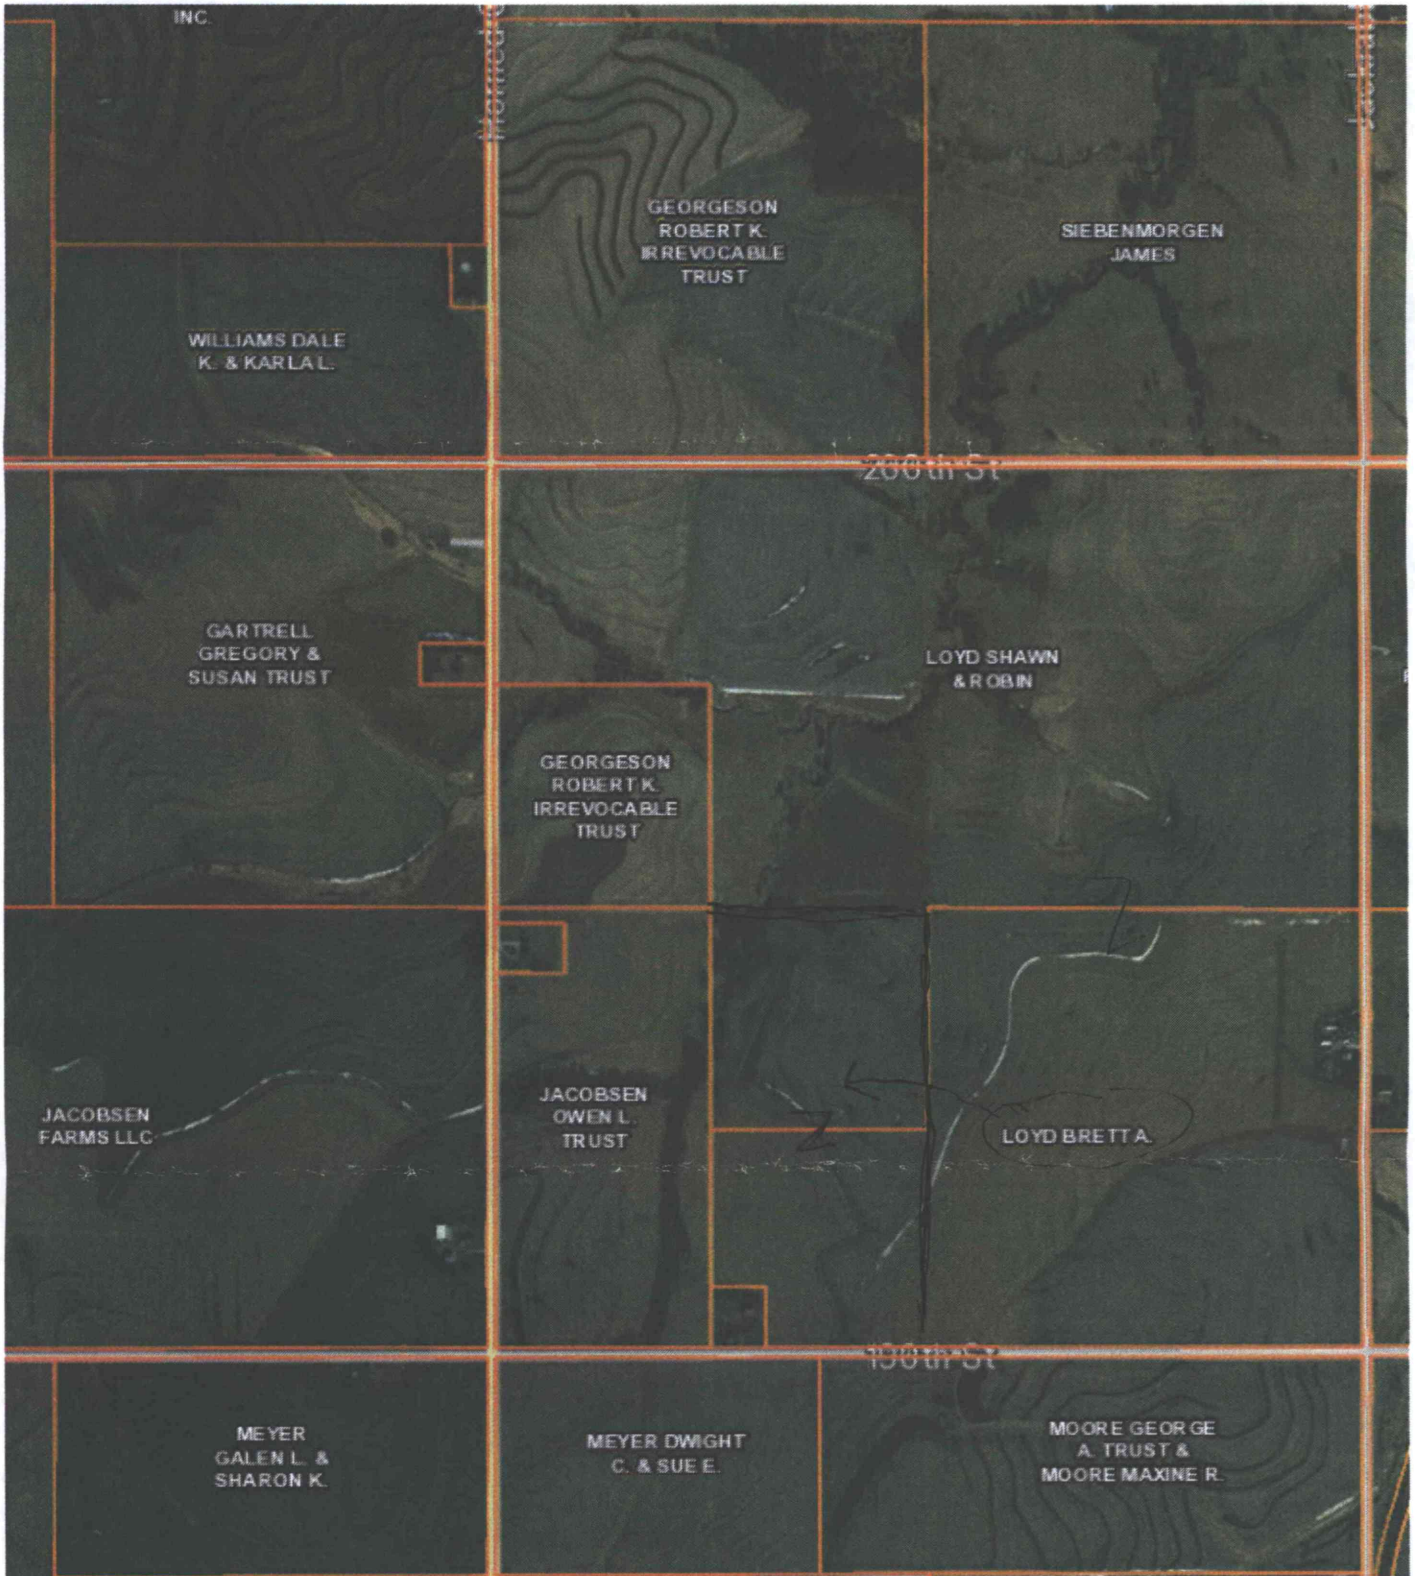 INC.
GEORGESON
ROBERT K.
IRREVOCABLE
TRUST
SIEBENMORGEN
JAMES
WILLIAMS DALE
K. & KARLA L.
200th St
GARTRELL
GREGORY &
SUSAN TRUST
LOYD SHAWN
& ROBIN
GEORGESON
ROBERT K.
IRREVOCABLE
TRUST
JACOBSEN
FARMS LLC
JACOBSEN
OWEN L.
TRUST
LOYD BRETT A.
190th St
MEYER
GALEN L. &
SHARON K.
MEYER DWIGHT
C. & SUE E.
MOORE GEORGE
A. TRUST &
MOORE MAXINE R.